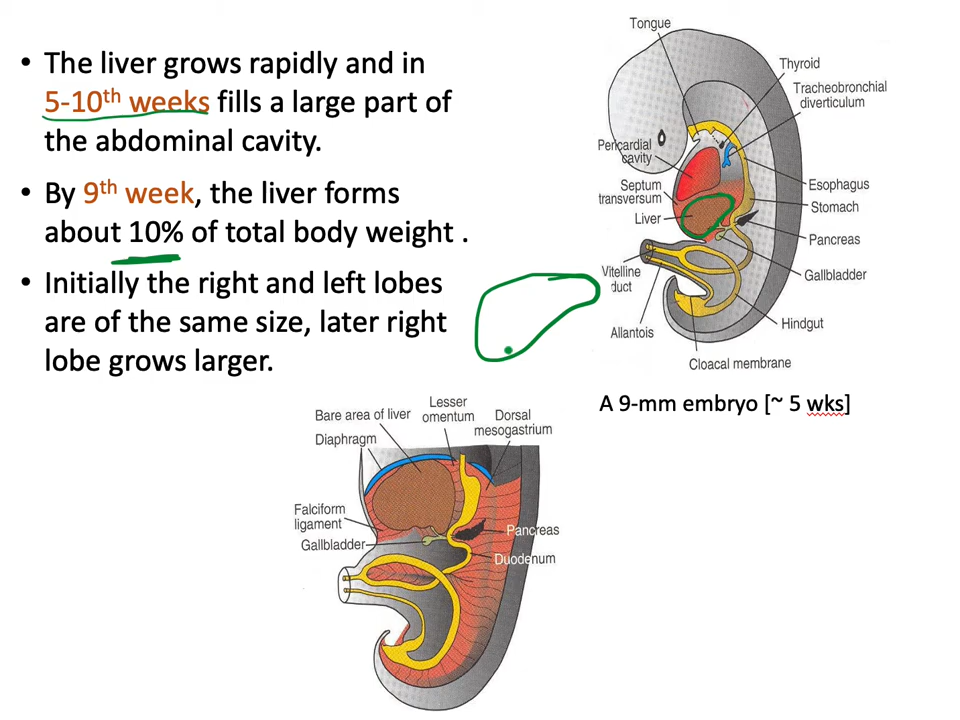 • The liver grows rapidly and in
5-10th weeks fills a large part of
the abdominal cavity.
• By 9th week, the liver forms
about 10% of total body weight .
• Initially the right and left lobes
are of the same size, later right
lobe grows larger.
Tongue
Thyroid
Tracheobronchial
diverticulum
Pericardial
cavity
Septum
transversum
Liver
Esophagus
Stomach
Pancreas
Gallbladder
Vitelline
duct
Allantois
Hindgut
Cloacal membrane
A 9-mm embryo [~ 5 wks]
Bare area of liver
Lesser
omentum
Dorsal
mesogastrium
Diaphragm
Falciform
ligament
Gallbladder
Pancreas
Duodenum